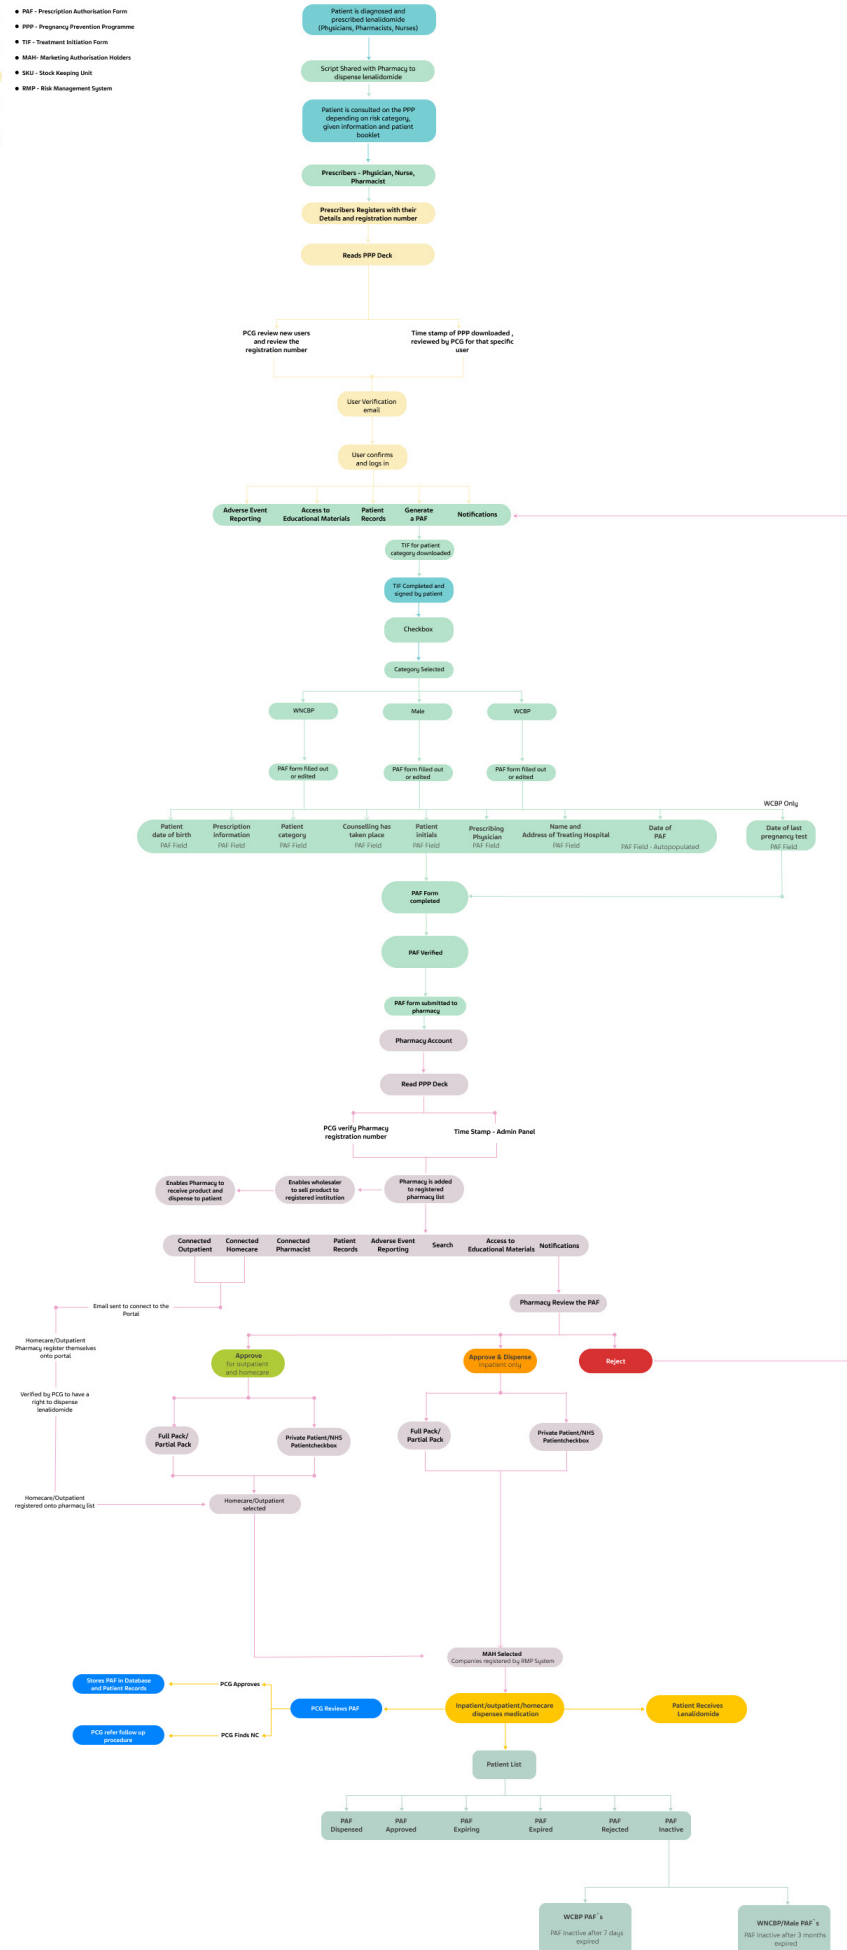 PAF - Prescription Authorisation Form
PPP - Pregnancy Prevention Programme
TIF - Treatment Initiation Form
MAH- Marketing Authorisation Holders
SKU - Stock Keeping Unit
RMP - Risk Management System
Patient is diagnosed and
prescribed lenalidomide
(Physicians, Pharmacists, Nurses)
Script Shared with Pharmacy to
dispense lenalidomide
Patient is consulted on the PPP
depending on risk category,
given information and patient
booklet
Prescribers - Physician, Nurse,
Pharmacist
Prescribers Registers with their
Details and registration number
Reads PPP Deck
PCG review new users
and review the
registration number
Time stamp of PPP downloaded ,
reviewed by PCG for that specific
user
User Verification
email
User confirms
and logs in
Adverse Event
Reporting
Access to
Educational Materials
Patient
Records
Generate
a PAF
Notifications
TIF for patient
category downloaded
TIF Completed and
signed by patient
Checkbox
Category Selected
WNCBP
Male
WCBP
PAF form filled out
or edited
PAF form filled out
or edited
PAF form filled out
or edited
WCBP Only
Patient
date of birth
PAF Field
Prescription
information
PAF Field
Patient
category
PAF Field
Counselling has
taken place
PAF Field
Patient
initials
PAF Field
Prescribing
Physician
PAF Field
Name and
Address of Treating Hospital
PAF Field
Date of
PAF
PAF Field - Autopopulated
Date of last
pregnancy test
PAF Field
PAF Form
completed
PAF Verified
PAF form submitted to
pharmacy
Pharmacy Account
Read PPP Deck
PCG verify Pharmacy
registration number
Time Stamp - Admin Panel
Enables Pharmacy to
receive product and
dispense to patient
Enables wholesaler
to sell product to
registered institution
Pharmacy is added
to registered
pharmacy list
Connected
Outpatient
Connected
Homecare
Connected
Pharmacist
Patient
Records
Adverse Event
Reporting
Search
Access to
Educational Materials
Notifications
Email sent to connect to the
Portal
Pharmacy Review the PAF
Homecare/Outpatient
Pharmacy register themselves
onto portal
Approve
for outpatient
and homecare
Approve & Dispense
inpatient only
Reject
Verified by PCG to have a
right to dispense
lenalidomide
Full Pack/
Partial Pack
Private Patient/NHS
Patientcheckbox
Full Pack/
Partial Pack
Private Patient/NHS
Patientcheckbox
Homecare/Outpatient
registered onto pharmacy list
Homecare/Outpatient
selected
MAH Selected
Companies registered by RMP System
Stores PAF in Database
and Patient Records
PCG Approves
PCG Reviews PAF
Inpatient/outpatient/homecare
dispenses medication
Patient Receives
Lenalidomide
PCG refer follow up
procedure
PCG Finds NC
Patient List
PAF
Dispensed
PAF
Approved
PAF
Expiring
PAF
Expired
PAF
Rejected
PAF
Inactive
WCBP PAF´s
PAF Inactive after 7 days
expired
WNCBP/Male PAF´s
PAF Inactive after 3 months
expired